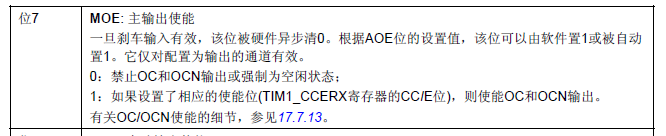 位7
MOE: 主输出使能
一旦刹车输入有效，该位被硬件异步清0。根据AOE位的设置值，该位可以由软件置1或被自动
置1。它仅对配置为输出的通道有效。
0：禁止OC和OCN输出或强制为空闲状态；
1：如果设置了相应的使能位(TIM1_CCERX寄存器的CC/E位)，则使能OC和OCN输出。
有关OC/OCN使能的细节，参见17.7.13。